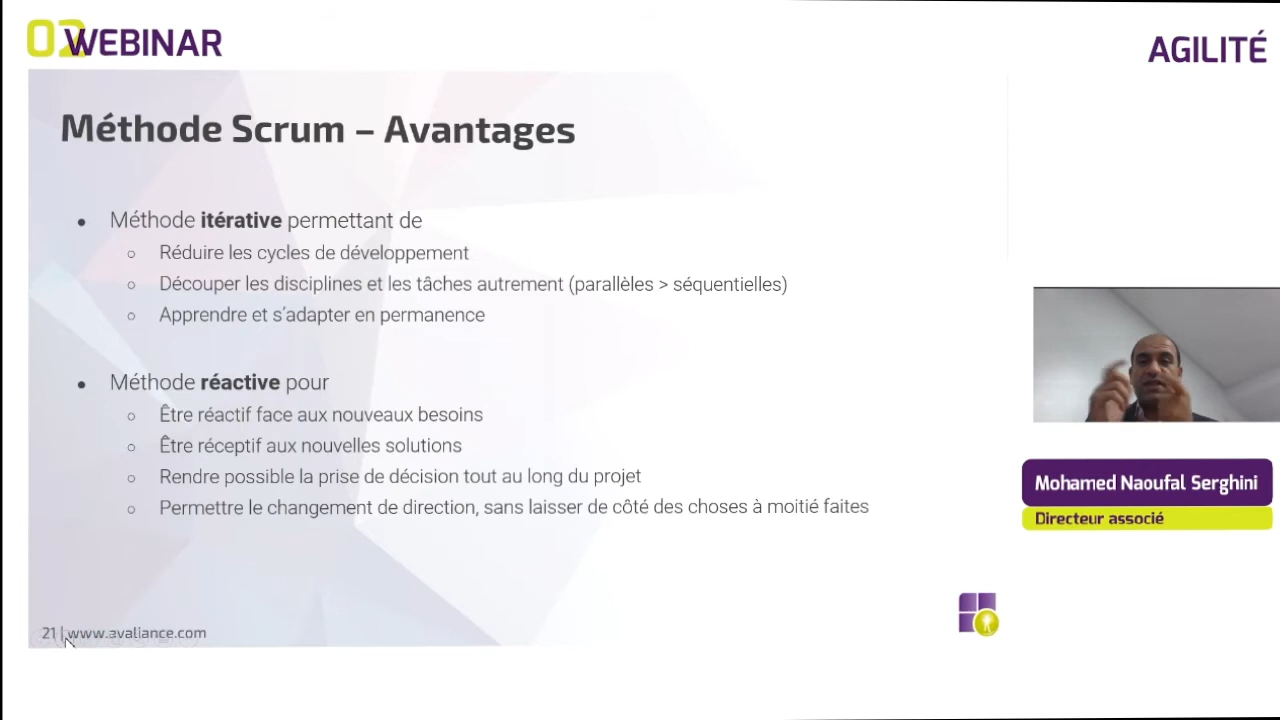 02 WEBINAR
AGILITÉ
Méthode Scrum – Avantages
• Méthode itérative permettant de
○ Réduire les cycles de développement
○ Découper les disciplines et les tâches autrement (parallèles > séquentielles)
○ Apprendre et s’adapter en permanence
• Méthode réactive pour
○ Être réactif face aux nouveaux besoins
○ Être réceptif aux nouvelles solutions
○ Rendre possible la prise de décision tout au long du projet
○ Permettre le changement de direction, sans laisser de côté des choses à moitié faites
Mohamed Naoufal Serghini
Directeur associé
21 | www.avaliance.com